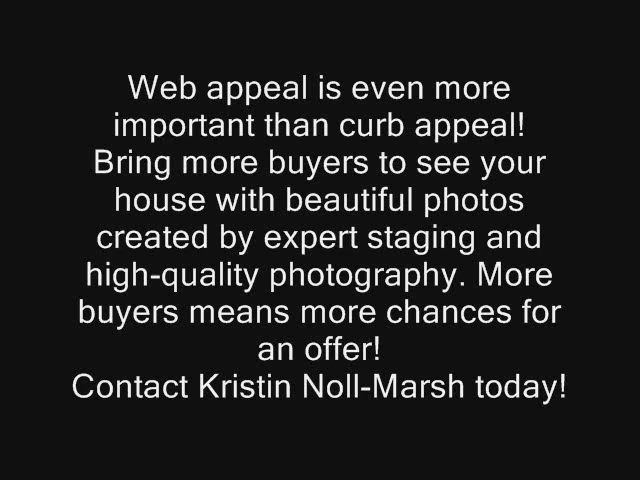 Web appeal is even more
important than curb appeal!
Bring more buyers to see your
house with beautiful photos
created by expert staging and
high-quality photography. More
buyers means more chances for
an offer!
Contact Kristin Noll-Marsh today!